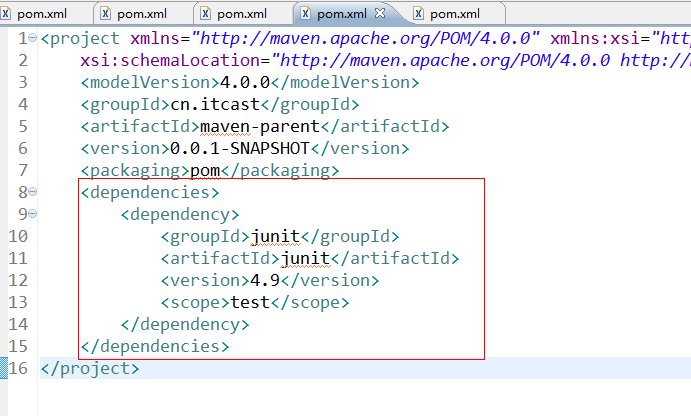 pom.xml pom.xml pom.xml pom.xml pom.xml
1 <project xmlns="http://maven.apache.org/POM/4.0.0" xmlns:xsi="htt
2 xsi:schemaLocation="http://maven.apache.org/POM/4.0.0 http://m
3 <modelVersion>4.0.0</modelVersion>
4 <groupId>cn.itcast</groupId>
5 <artifactId>maven-parent</artifactId>
6 <version>0.0.1-SNAPSHOT</version>
7 <packaging>pom</packaging>
8 <dependencies>
9 <dependency>
10 <groupId>junit</groupId>
11 <artifactId>junit</artifactId>
12 <version>4.9</version>
13 <scope>test</scope>
14 </dependency>
15 </dependencies>
16 </project>